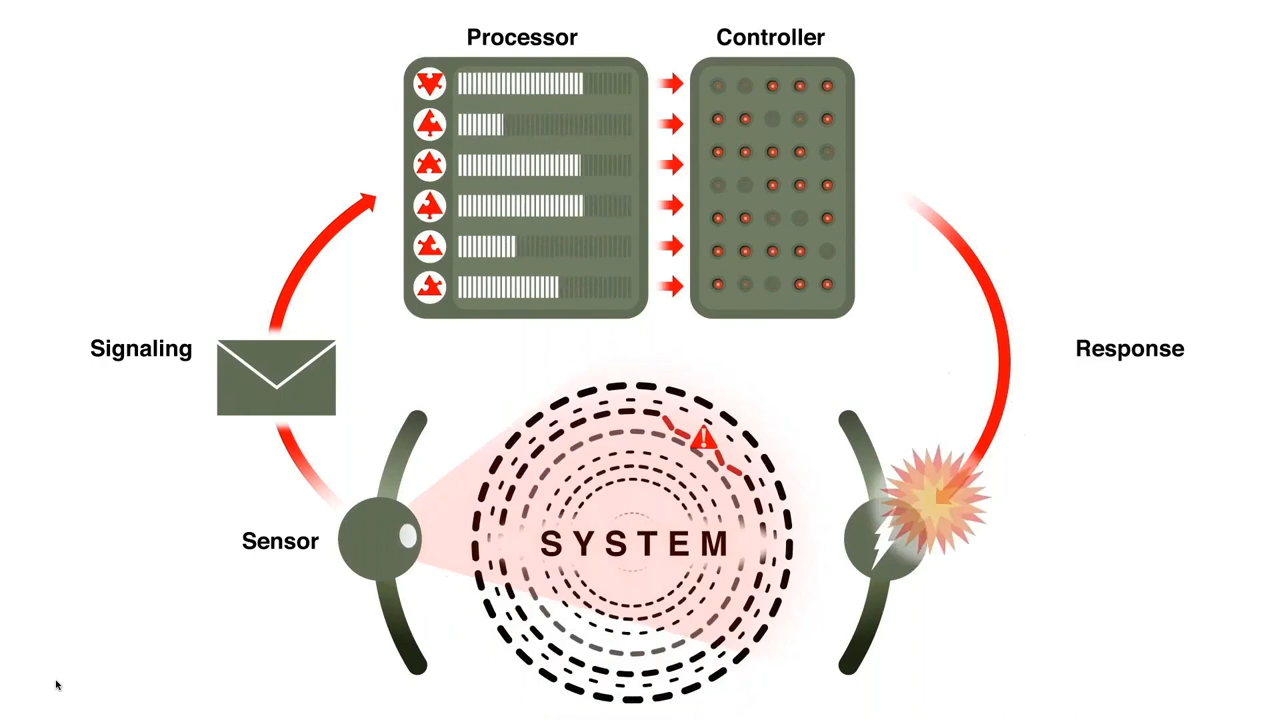 Processor
Controller
Signaling
Response
Sensor
SYSTEM